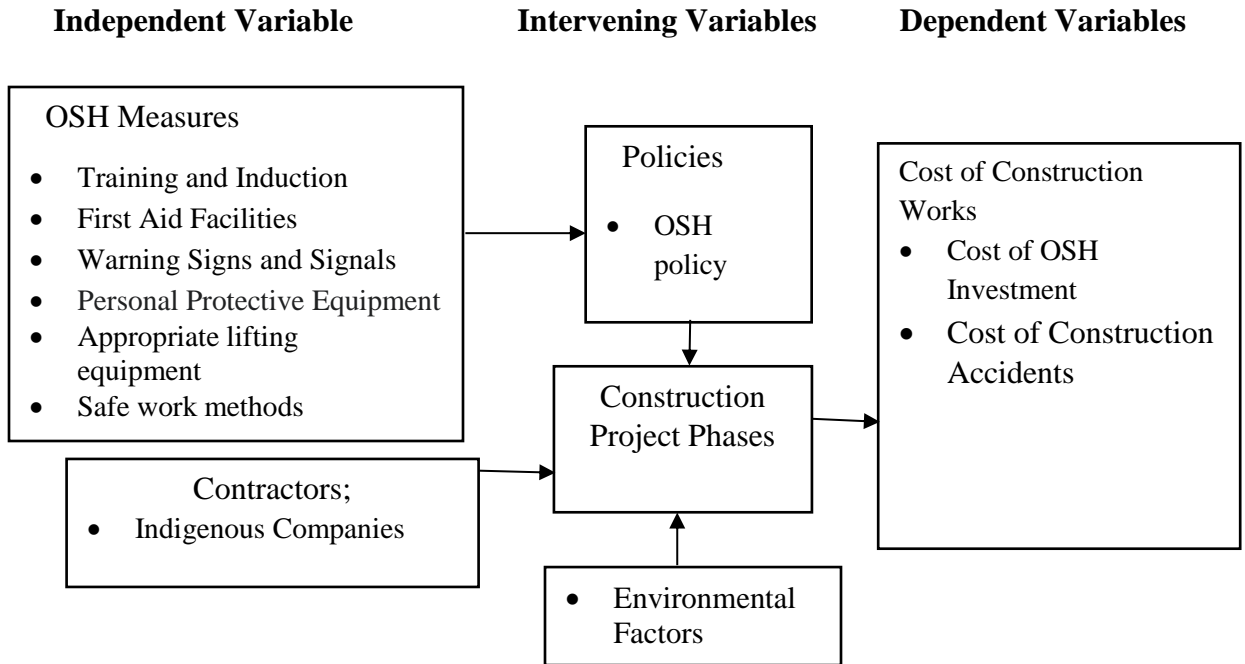 Independent Variable
Intervening Variables
Dependent Variables
OSH Measures
• Training and Induction
• First Aid Facilities
• Warning Signs and Signals
• Personal Protective Equipment
• Appropriate lifting
equipment
• Safe work methods
Contractors;
• Indigenous Companies
Policies
• OSH
policy
Construction
Project Phases
• Environmental
Factors
Cost of Construction
Works
• Cost of OSH
Investment
• Cost of Construction
Accidents